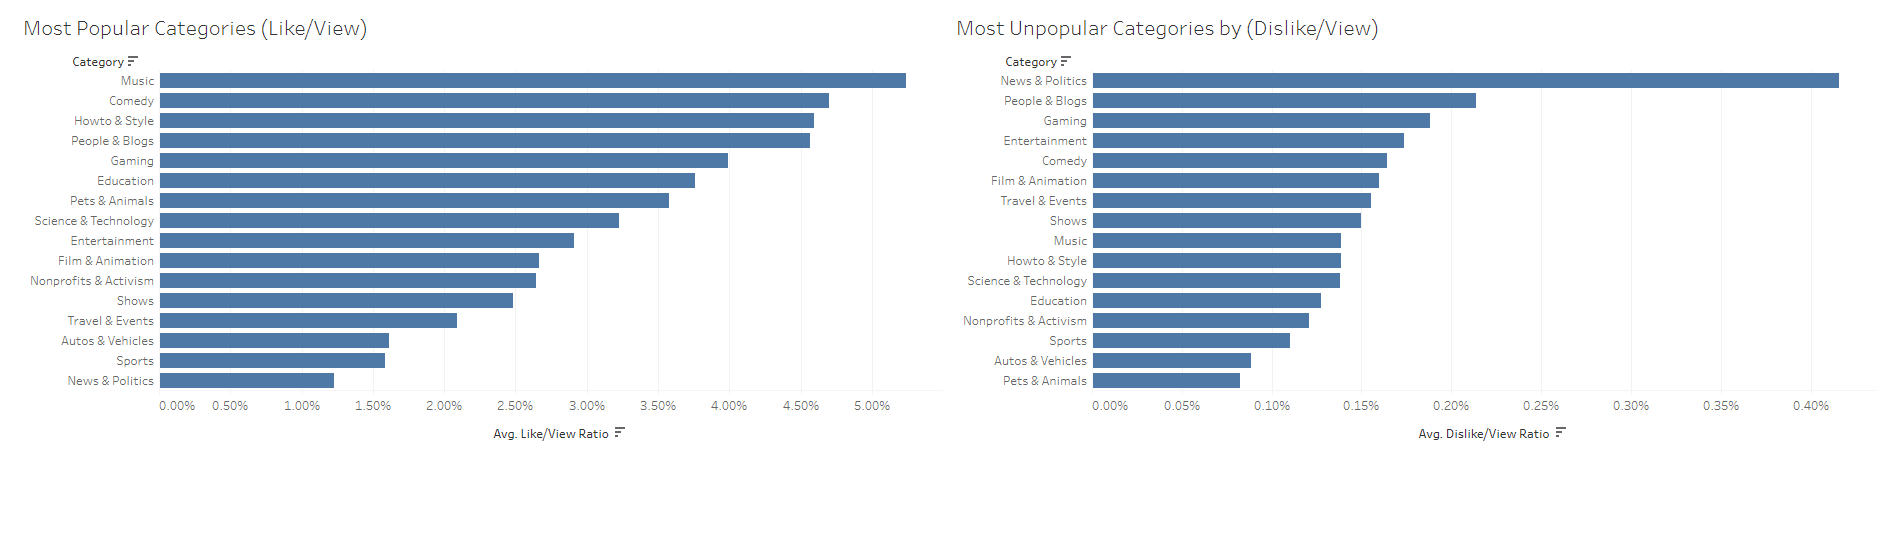 Most Popular Categories (Like/View)
Category
Music
Comedy
Howto & Style
People & Blogs
Gaming
Education
Pets & Animals
Science & Technology
Entertainment
Film & Animation
Nonprofits & Activism
Shows
Travel & Events
Autos & Vehicles
Sports
News & Politics
0.00% 0.50% 1.00% 1.50% 2.00% 2.50% 3.00% 3.50% 4.00% 4.50% 5.00%
Avg. Like/View Ratio
Most Unpopular Categories by (Dislike/View)
Category
News & Politics
People & Blogs
Gaming
Entertainment
Comedy
Film & Animation
Travel & Events
Shows
Music
Howto & Style
Science & Technology
Education
Nonprofits & Activism
Sports
Autos & Vehicles
Pets & Animals
0.00% 0.05% 0.10% 0.15% 0.20% 0.25% 0.30% 0.35% 0.40%
Avg. Dislike/View Ratio